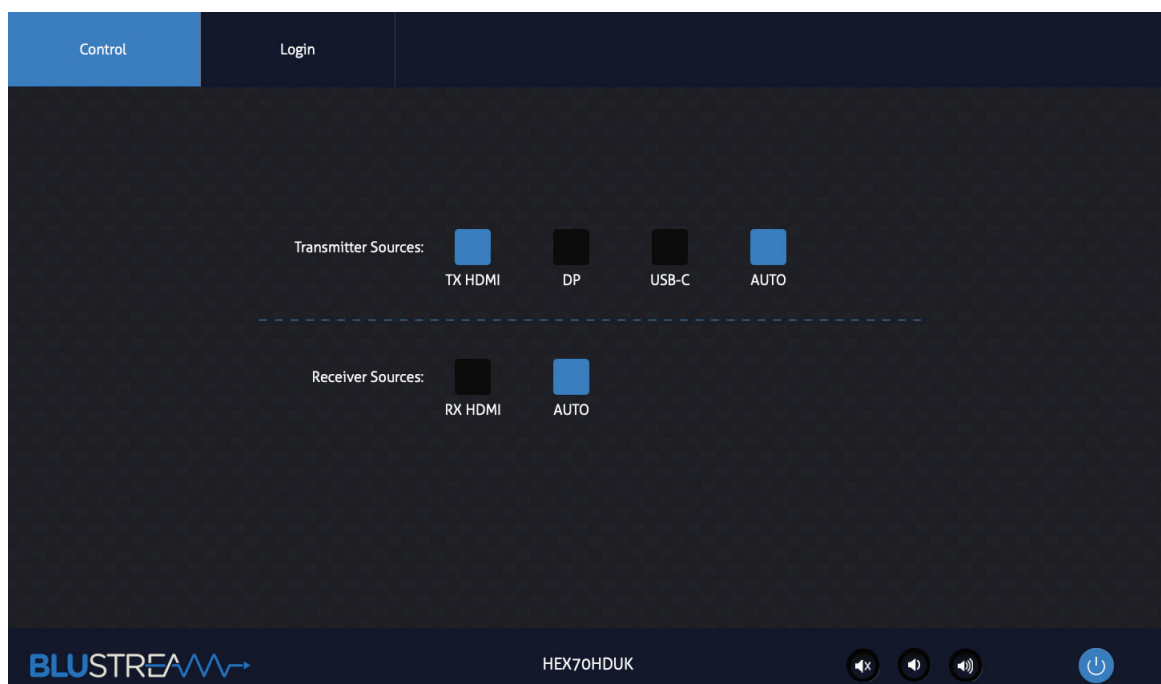 Control
Login
Transmitter Sources:
TX HDMI
DP
USB-C
AUTO
Receiver Sources:
RX HDMI
AUTO
BLUSTREAM
HEX70HDUK